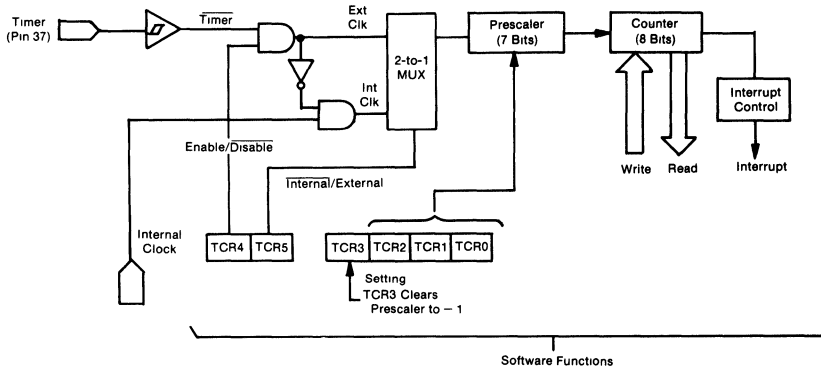 Timer
(Pin 37)
Timer
Ext
Clk
2-to-1
MUX
Prescaler
(7 Bits)
Counter
(8 Bits)
Int
Clk
Interrupt
Control
Enable/Disable
Write
Read
Interrupt
Internal/External
Internal
Clock
TCR4
TCR5
TCR3
TCR2
TCR1
TCR0
Setting
TCR3 Clears
Prescaler to – 1
Software Functions